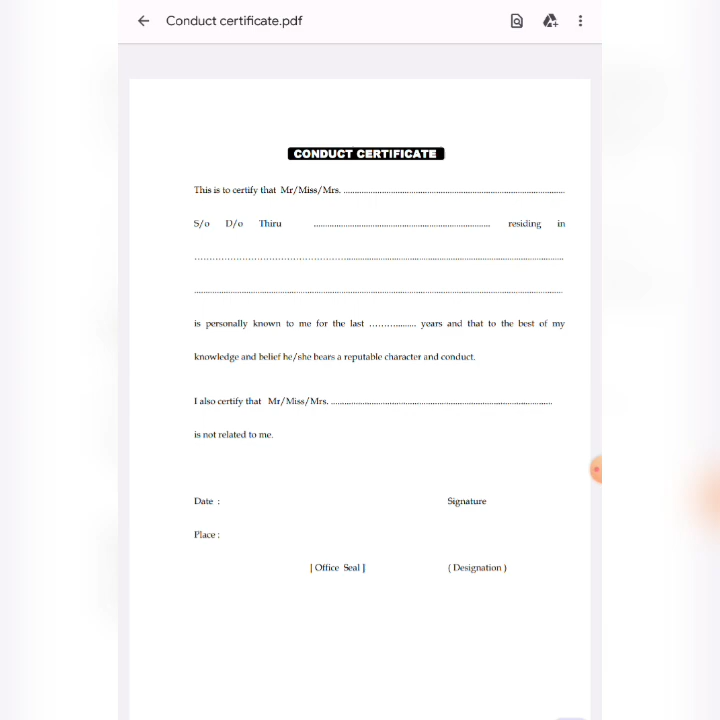 Conduct certificate.pdf
CONDUCT CERTIFICATE
This is to certify that Mr/Miss/Mrs. ................................................................................
S/o D/o Thiru ................................................................ residing in
................................................................................................................................
................................................................................................................................
is personally known to me for the last ................. years and that to the best of my
knowledge and belief he/she bears a reputable character and conduct.
I also certify that Mr/Miss/Mrs. ................................................................................
is not related to me.
Date : Signature
Place :
[ Office Seal ] ( Designation )